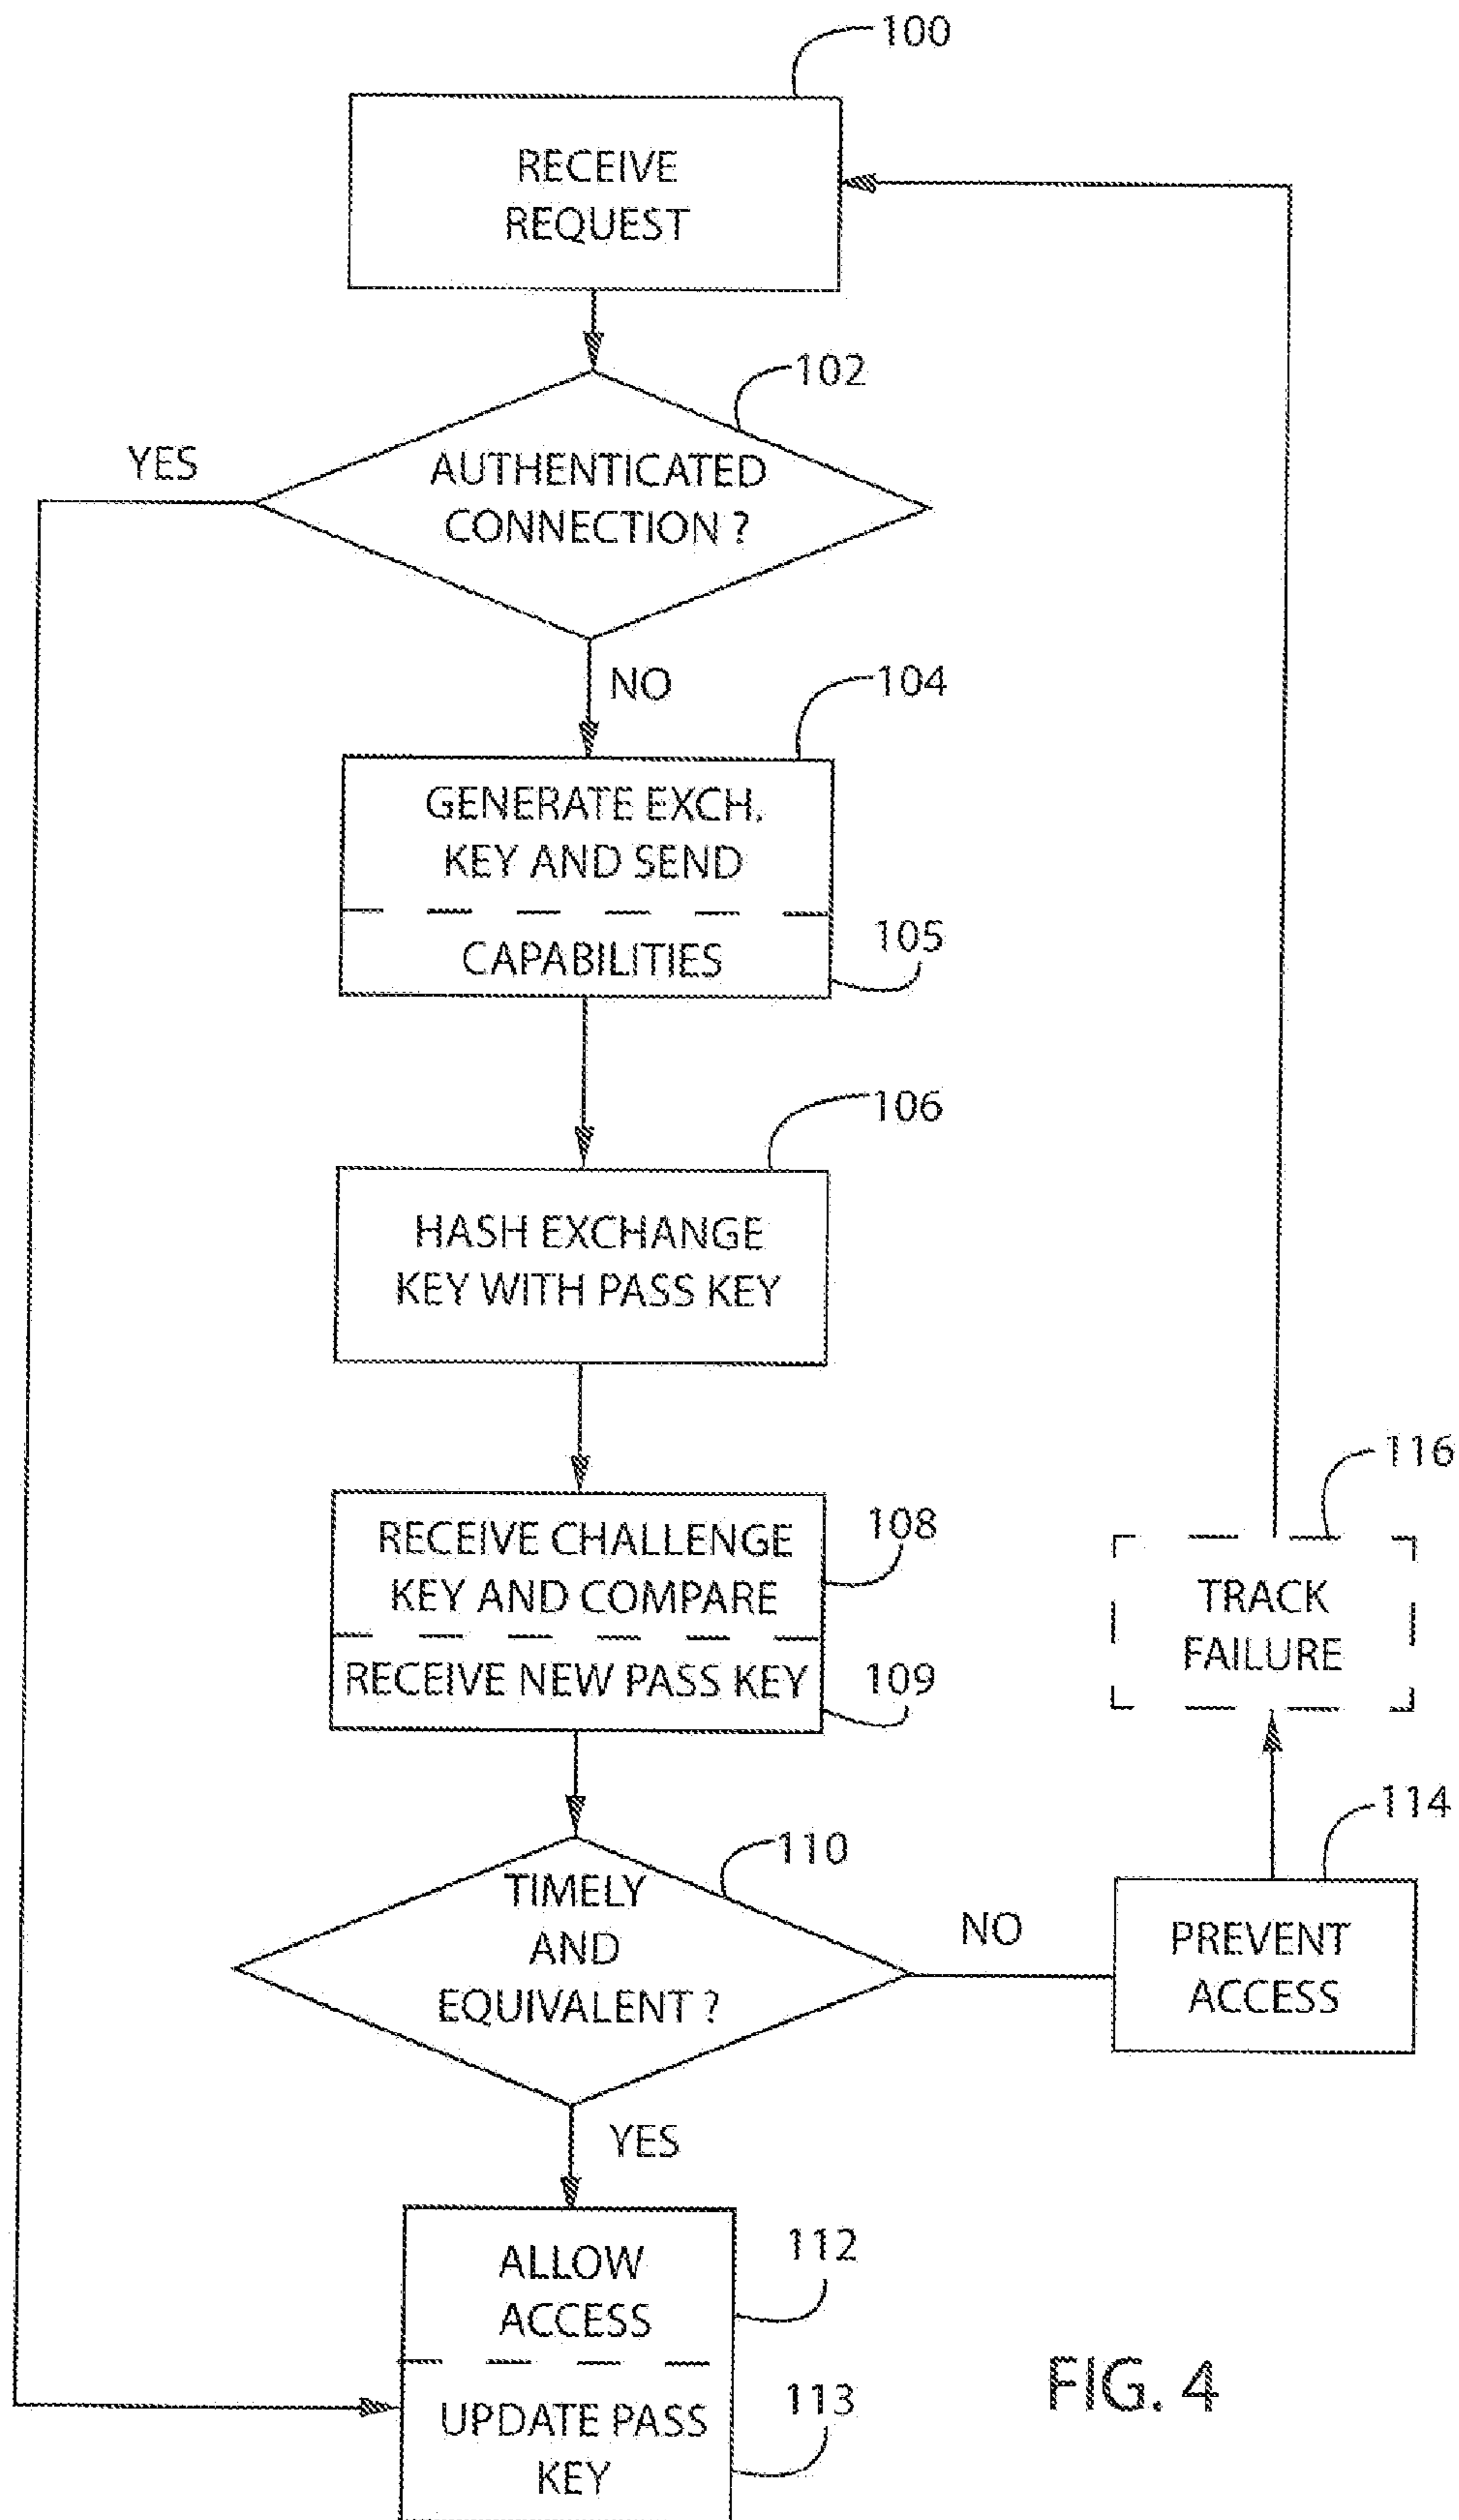 100
RECEIVE
REQUEST
102
YES
AUTHENTICATED
CONNECTION ?
NO
104
GENERATE EXCH.
KEY AND SEND
105
CAPABILITIES
106
HASH EXCHANGE
KEY WITH PASS KEY
116
108
RECEIVE CHALLENGE
KEY AND COMPARE
TRACK
FAILURE
RECEIVE NEW PASS KEY
109
114
110
TIMELY
AND
EQUIVALENT ?
NO
PREVENT
ACCESS
YES
112
ALLOW
ACCESS
FIG. 4
113
UPDATE PASS
KEY